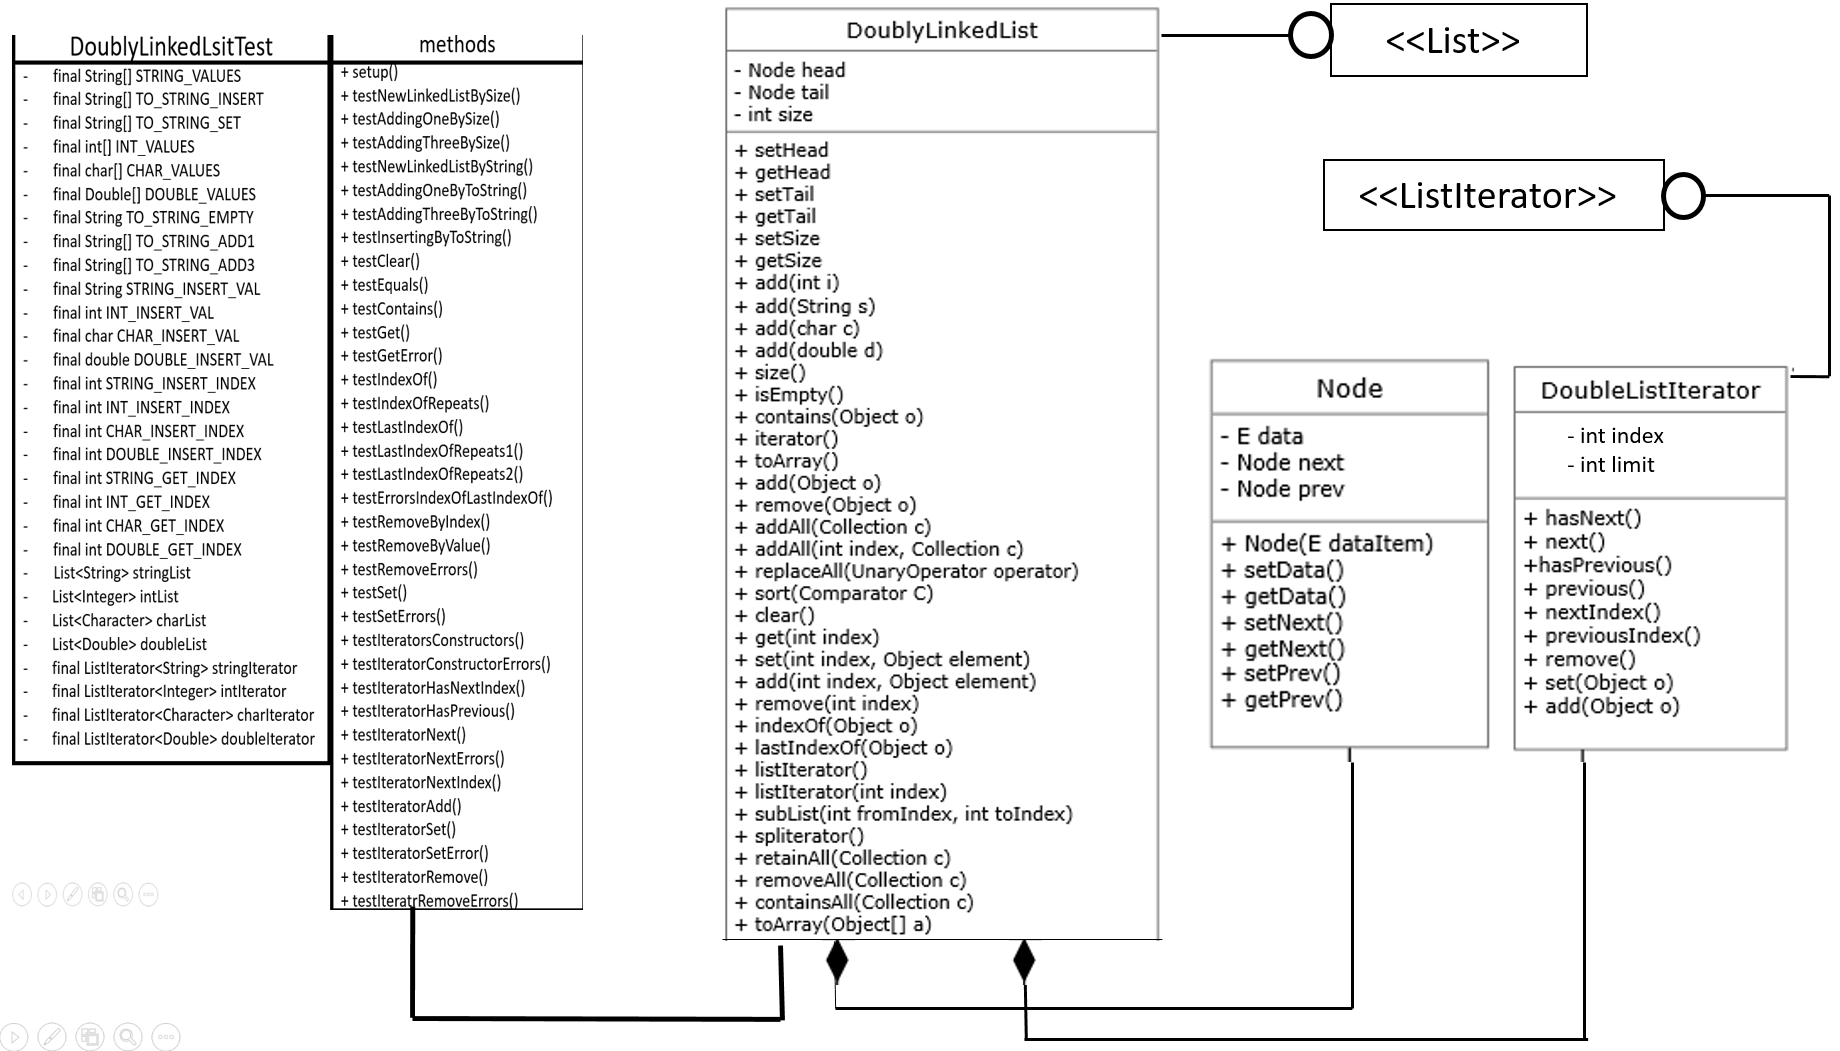 DoublyLinkedLsitTest
- final String[] STRING_VALUES
- final String[] TO_STRING_INSERT
- final String[] TO_STRING_SET
- final int[] INT_VALUES
- final char[] CHAR_VALUES
- final Double[] DOUBLE_VALUES
- final String TO_STRING_EMPTY
- final String[] TO_STRING_ADD1
- final String[] TO_STRING_ADD3
- final String STRING_INSERT_VAL
- final int INT_INSERT_VAL
- final char CHAR_INSERT_VAL
- final double DOUBLE_INSERT_VAL
- final int STRING_INSERT_INDEX
- final int INT_INSERT_INDEX
- final int CHAR_INSERT_INDEX
- final int DOUBLE_INSERT_INDEX
- final int STRING_GET_INDEX
- final int INT_GET_INDEX
- final int CHAR_GET_INDEX
- final int DOUBLE_GET_INDEX
- List<String> stringList
- List<Integer> intList
- List<Character> charList
- List<Double> doubleList
- final ListIterator<String> stringIterator
- final ListIterator<Integer> intIterator
- final ListIterator<Character> charIterator
- final ListIterator<Double> doubleIterator
methods
+ setup()
+ testNewLinkedListBySize()
+ testAddingOneBySize()
+ testAddingThreeBySize()
+ testNewLinkedListByString()
+ testAddingOneByToString()
+ testAddingThreeByToString()
+ testInsertingByToString()
+ testClear()
+ testEquals()
+ testContains()
+ testGet()
+ testGetError()
+ testIndexOf()
+ testIndexOfRepeats()
+ testLastIndexOf()
+ testLastIndexOfRepeats1()
+ testLastIndexOfRepeats2()
+ testErrorsIndexOfLastIndexOf()
+ testRemoveByIndex()
+ testRemoveByValue()
+ testRemoveErrors()
+ testSet()
+ testSetErrors()
+ testIteratorsConstructors()
+ testIteratorConstructorErrors()
+ testIteratorHasNextIndex()
+ testIteratorHasPrevious()
+ testIteratorNext()
+ testIteratorNextErrors()
+ testIteratorNextIndex()
+ testIteratorAdd()
+ testIteratorSet()
+ testIteratorSetError()
+ testIteratorRemove()
+ testIteratrRemoveErrors()
DoublyLinkedList
- Node head
- Node tail
- int size
+ setHead
+ getHead
+ setTail
+ getTail
+ setSize
+ getSize
+ add(int i)
+ add(String s)
+ add(char c)
+ add(double d)
+ size()
+ isEmpty()
+ contains(Object o)
+ iterator()
+ toArray()
+ add(Object o)
+ remove(Object o)
+ addAll(Collection c)
+ addAll(int index, Collection c)
+ replaceAll(UnaryOperator operator)
+ sort(Comparator C)
+ clear()
+ get(int index)
+ set(int index, Object element)
+ add(int index, Object element)
+ remove(int index)
+ indexOf(Object o)
+ lastIndexOf(Object o)
+ listIterator()
+ listIterator(int index)
+ subList(int fromIndex, int toIndex)
+ spliterator()
+ retainAll(Collection c)
+ removeAll(Collection c)
+ containsAll(Collection c)
+ toArray(Object[] a)
<<List>>
<<ListIterator>>
Node
- E data
- Node next
- Node prev
+ Node(E dataItem)
+ setData()
+ getData()
+ setNext()
+ getNext()
+ setPrev()
+ getPrev()
DoubleListIterator
- int index
- int limit
+ hasNext()
+ next()
+hasPrevious()
+ previous()
+ nextIndex()
+ previousIndex()
+ remove()
+ set(Object o)
+ add(Object o)